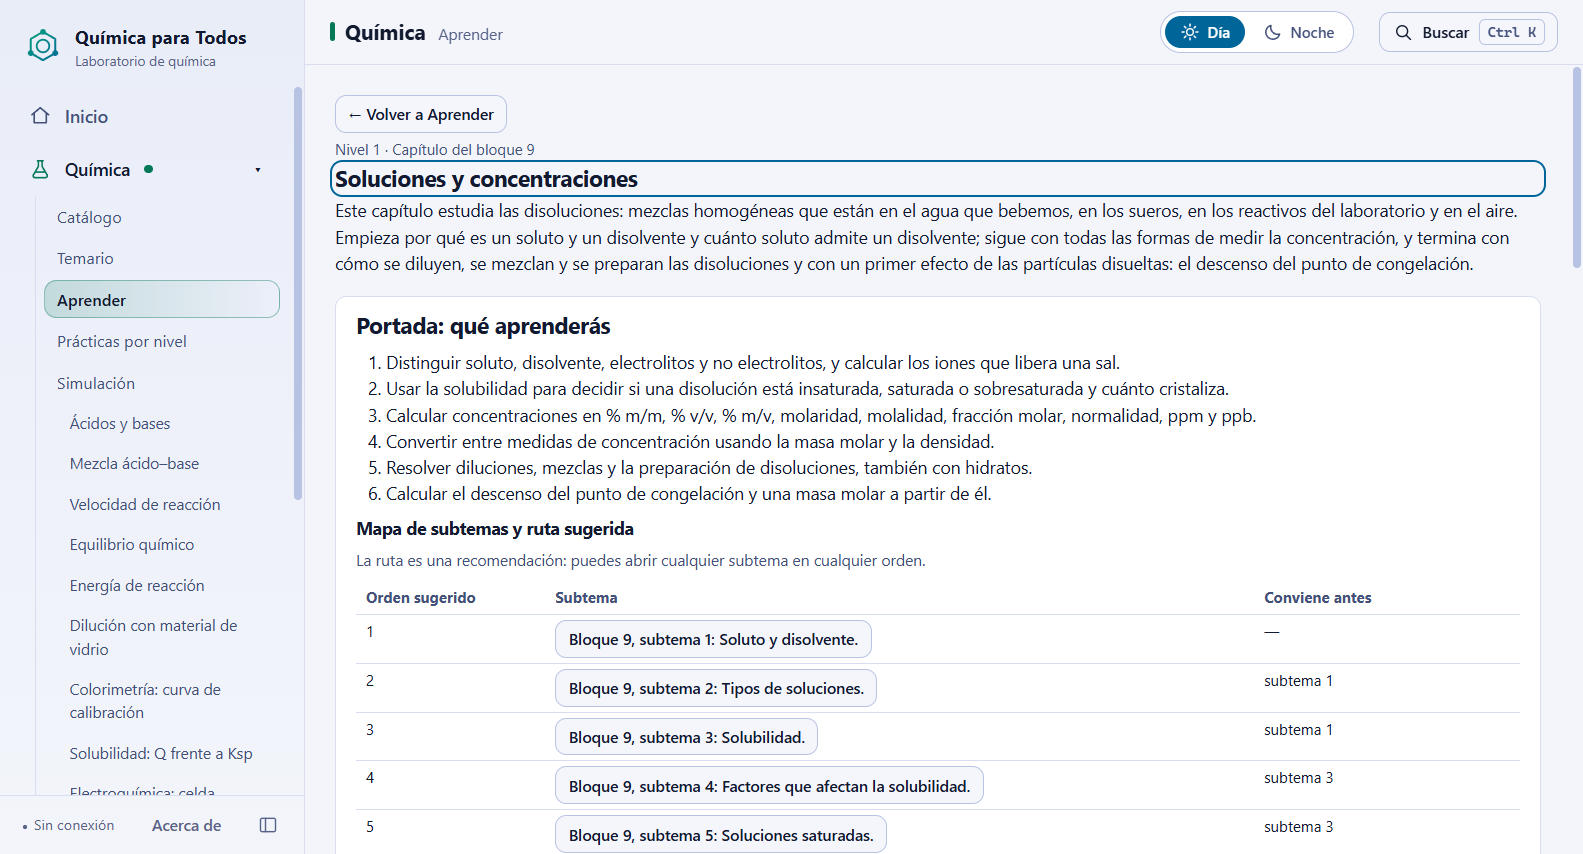 Química para Todos
Laboratorio de química
Inicio
Química
Catálogo
Temario
Aprender
Prácticas por nivel
Simulación
Ácidos y bases
Mezcla ácido–base
Velocidad de reacción
Equilibrio químico
Energía de reacción
Dilución con material de
vidrio
Colorimetría: curva de
calibración
Solubilidad: Q frente a Ksp
Electroquímica: celda
Sin conexión
Acerca de
Química Aprender
Día
Noche
Buscar Ctrl K
← Volver a Aprender
Nivel 1 · Capítulo del bloque 9
Soluciones y concentraciones
Este capítulo estudia las disoluciones: mezclas homogéneas que están en el agua que bebemos, en los sueros, en los reactivos del laboratorio y en el aire.
Empieza por qué es un soluto y un disolvente y cuánto soluto admite un disolvente; sigue con todas las formas de medir la concentración, y termina con
cómo se diluyen, se mezclan y se preparan las disoluciones y con un primer efecto de las partículas disueltas: el descenso del punto de congelación.
Portada: qué aprenderás
1. Distinguir soluto, disolvente, electrolitos y no electrolitos, y calcular los iones que libera una sal.
2. Usar la solubilidad para decidir si una disolución está insaturada, saturada o sobresaturada y cuánto cristaliza.
3. Calcular concentraciones en % m/m, % v/v, % m/v, molaridad, molalidad, fracción molar, normalidad, ppm y ppb.
4. Convertir entre medidas de concentración usando la masa molar y la densidad.
5. Resolver diluciones, mezclas y la preparación de disoluciones, también con hidratos.
6. Calcular el descenso del punto de congelación y una masa molar a partir de él.
Mapa de subtemas y ruta sugerida
La ruta es una recomendación: puedes abrir cualquier subtema en cualquier orden.
Orden sugerido Subtema Conviene antes
1 Bloque 9, subtema 1: Soluto y disolvente. —
2 Bloque 9, subtema 2: Tipos de soluciones. subtema 1
3 Bloque 9, subtema 3: Solubilidad. subtema 1
4 Bloque 9, subtema 4: Factores que afectan la solubilidad. subtema 3
5 Bloque 9, subtema 5: Soluciones saturadas. subtema 3